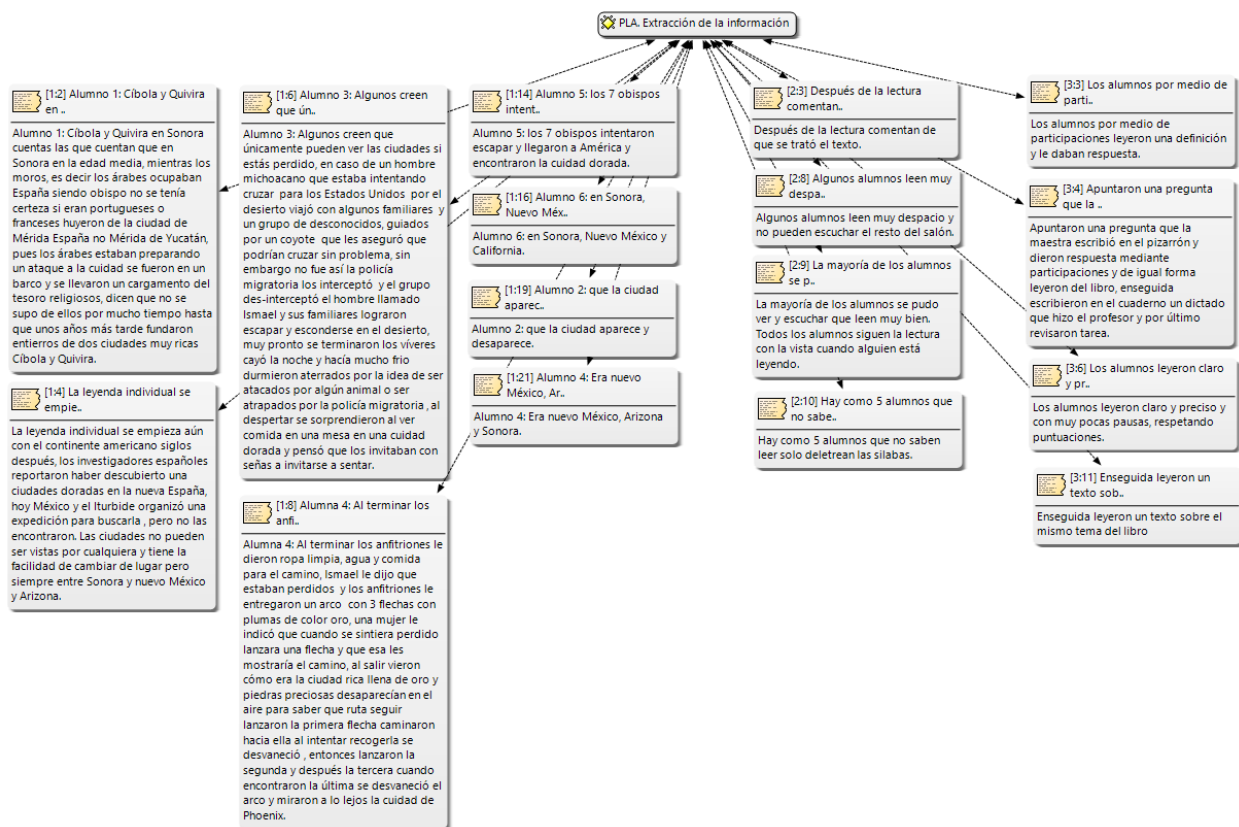 PLA. Extracción de la información
[1:2] Alumno 1: Cíbola y Quivira
en ..
Alumno 1: Cíbola y Quivira en Sonora
cuentas las que cuentan que en
Sonora en la edad media, mientras los
moros, es decir los árabes ocupaban
España siendo obispo no se tenía
certeza si eran portugueses o
franceses huyeron de la ciudad de
Mérida España no Mérida de Yucatán,
pues los árabes estaban preparando
un ataque a la cuidad se fueron en un
barco y se llevaron un cargamento del
tesoro religiosos, dicen que no se
supo de ellos por mucho tiempo hasta
que unos años más tarde fundaron
entierros de dos ciudades muy ricas
Cíbola y Quivira.
[1:4] La leyenda individual se
empie..
La leyenda individual se empieza aún
con el continente americano siglos
después, los investigadores españoles
reportaron haber descubierto una
ciudades doradas en la nueva España,
hoy México y el Iturbide organizó una
expedición para buscarla , pero no las
encontraron. Las ciudades no pueden
ser vistas por cualquiera y tiene la
facilidad de cambiar de lugar pero
siempre entre Sonora y nuevo México
y Arizona.
[1:6] Alumno 3: Algunos creen
que ún..
Alumno 3: Algunos creen que
únicamente pueden ver las ciudades si
estás perdido, en caso de un hombre
michoacano que estaba intentando
cruzar para los Estados Unidos por el
desierto viajó con algunos familiares y
un grupo de desconocidos, guiados
por un coyote que les aseguró que
podrían cruzar sin problema, sin
embargo no fue así la policía
migratoria los interceptó y el grupo
des-interceptó el hombre llamado
Ismael y sus familiares lograron
escapar y esconderse en el desierto,
muy pronto se terminaron los víveres
cayó la noche y hacía mucho frio
durmieron aterrados por la idea de ser
atacados por algún animal o ser
atrapados por la policía migratoria , al
despertar se sorprendieron al ver
comida en una mesa en una cuidad
dorada y pensó que los invitaban con
señas a invitarse a sentar.
[1:8] Alumna 4: Al terminar los
anfi..
Alumna 4: Al terminar los anfitriones le
dieron ropa limpia, agua y comida
para el camino, Ismael le dijo que
estaban perdidos y los anfitriones le
entregaron un arco con 3 flechas con
plumas de color oro, una mujer le
indicó que cuando se sintiera perdido
lanzara una flecha y que esa les
mostraría el camino, al salir vieron
cómo era la ciudad rica llena de oro y
piedras preciosas desaparecían en el
aire para saber que ruta seguir
lanzaron la primera flecha caminaron
hacia ella al intentar recogerla se
desvaneció , entonces lanzaron la
segunda y después la tercera cuando
encontraron la última se desvaneció el
arco y miraron a lo lejos la cuidad de
Phoenix.
[1:14] Alumno 5: los 7 obispos
intent..
Alumno 5: los 7 obispos intentaron
escapar y llegaron a América y
encontraron la cuidad dorada.
[1:16] Alumno 6: en Sonora,
Nuevo Méx..
Alumno 6: en Sonora, Nuevo México y
California.
[1:19] Alumno 2: que la ciudad
aparec..
Alumno 2: que la ciudad aparece y
desaparece.
[1:21] Alumno 4: Era nuevo
México, Ar..
Alumno 4: Era nuevo México, Arizona
y Sonora.
[2:3] Después de la lectura
comentan..
Después de la lectura comentan de
que se trató el texto.
[2:8] Algunos alumnos leen muy
despa..
Algunos alumnos leen muy despacio y
no pueden escuchar el resto del salón.
[2:9] La mayoría de los alumnos
se p..
La mayoría de los alumnos se pudo
ver y escuchar que leen muy bien.
Todos los alumnos siguen la lectura
con la vista cuando alguien está
leyendo.
[2:10] Hay como 5 alumnos que
no sabe..
Hay como 5 alumnos que no saben
leer solo deletrean las silabas.
[3:3] Los alumnos por medio de
parti..
Los alumnos por medio de
participaciones leyeron una definición
y le daban respuesta.
[3:4] Apuntaron una pregunta
que la ..
Apuntaron una pregunta que la
maestra escribió en el pizarrón y
dieron respuesta mediante
participaciones y de igual forma
leyeron del libro, enseguida
escribieron en el cuaderno un dictado
que hizo el profesor y por último
revisaron tarea.
[3:6] Los alumnos leyeron claro
y pr..
Los alumnos leyeron claro y preciso y
con muy pocas pausas, respetando
puntuaciones.
[3:11] Enseguida leyeron un
texto sob..
Enseguida leyeron un texto sobre el
mismo tema del libro